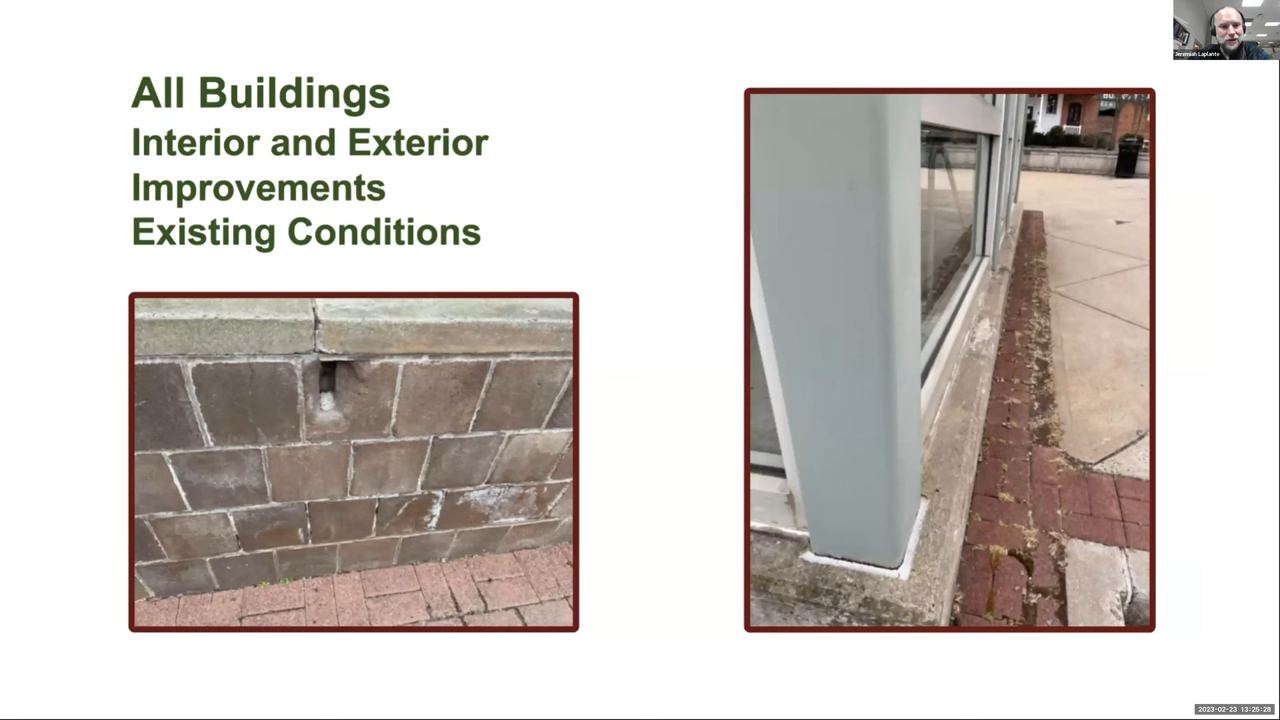 All Buildings
Interior and Exterior
Improvements
Existing Conditions
Jeremiah Laplante
2023-02-23 13:25:28